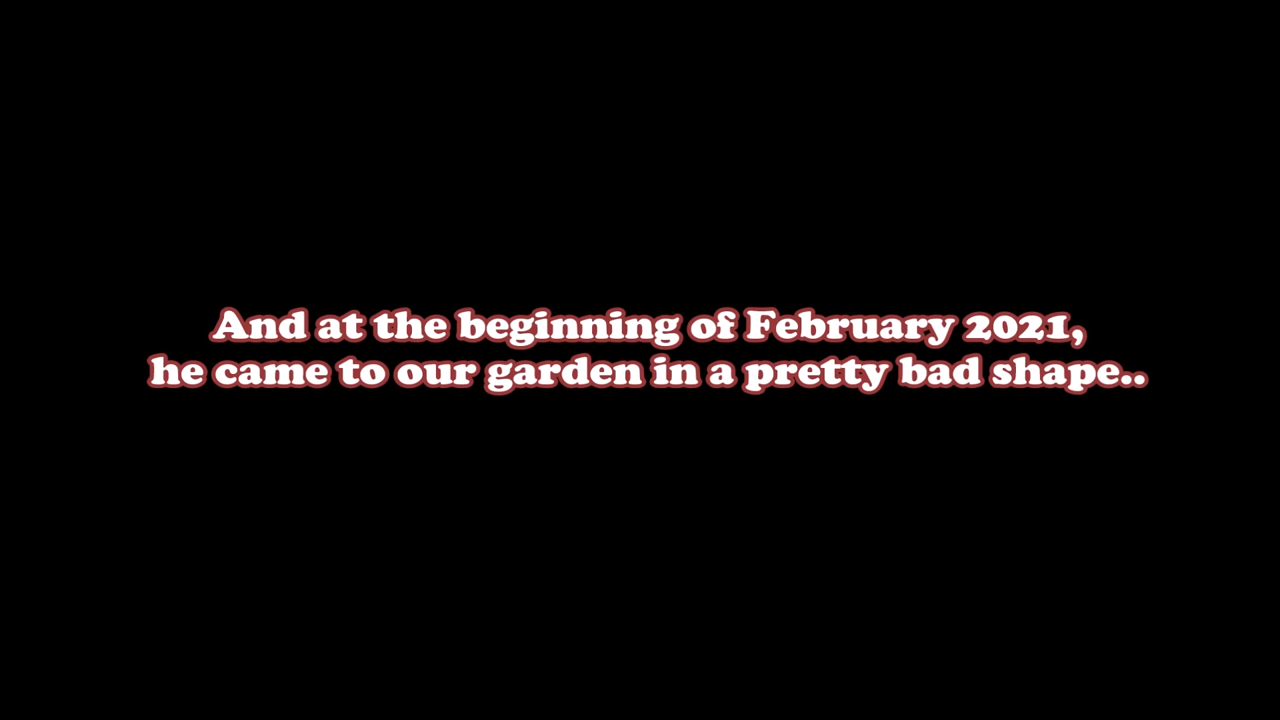 And at the beginning of February 2021,
he came to our garden in a pretty bad shape..